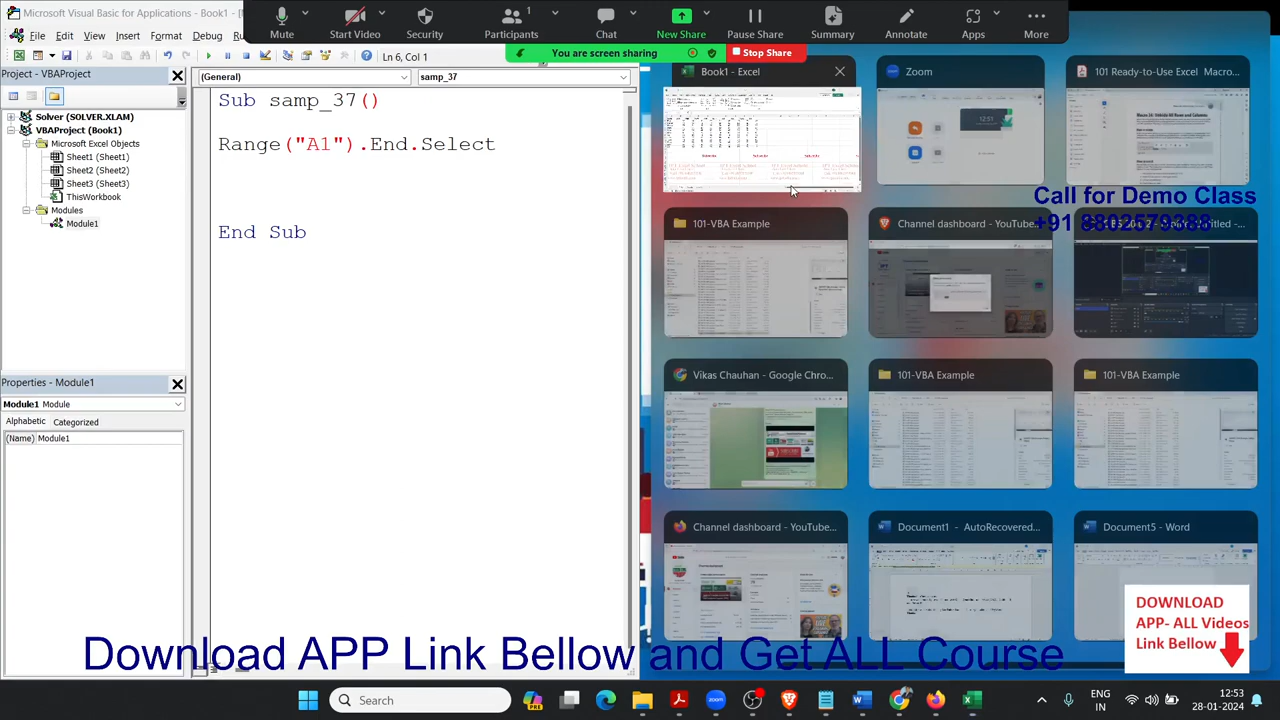 Microsoft Visual Basic for Applications - Book1
File Edit View Insert Format Debug
Mute
Start Video
Security
1
Participants
Chat
New Share
Pause Share
Summary
Annotate
Apps
More
You are screen sharing
Stop Share
Ln 6, Col 1
Project - VBAProject
Solver (SOLVER.XLAM)
VBAProject (Book1)
Microsoft Excel Objects
Sheet1 (Sheet1)
Sheet2 (Sheet2)
Sheet3 (Sheet3)
ThisWorkbook
Modules
Module1
Properties - Module1
Module1 Module
Alphabetic Categorized
(Name) Module1
(General)
samp_37
Sub samp_37()
Range("A1").End.Select
End Sub
Book1 - Excel
Zoom
101 Ready-to-Use Excel Macro...
Call for Demo Class
+91 8802579388
101-VBA Example
Channel dashboard - YouTube...
Vikas Chauhan - Google Chro...
101-VBA Example
101-VBA Example
Channel dashboard - YouTube...
Document1 - AutoRecovered...
Document5 - Word
DOWNLOAD
APP- ALL Videos
Link Bellow
Download APP Link Bellow and Get ALL Course
Search
PRE
ENG
IN
12:53
28-01-2024